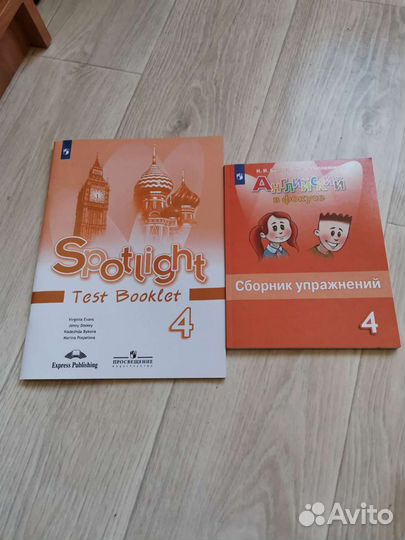 Spotlight
Test Booklet
4
Virginia Evans
Jenny Dooley
Nadezhda Bykova
Marina Pospelova
Express Publishing
ПРОСВЕЩЕНИЕ
ИЗДАТЕЛЬСТВО
Н. И.
Английский
в фокусе
Сборник упражнений
4
Avito